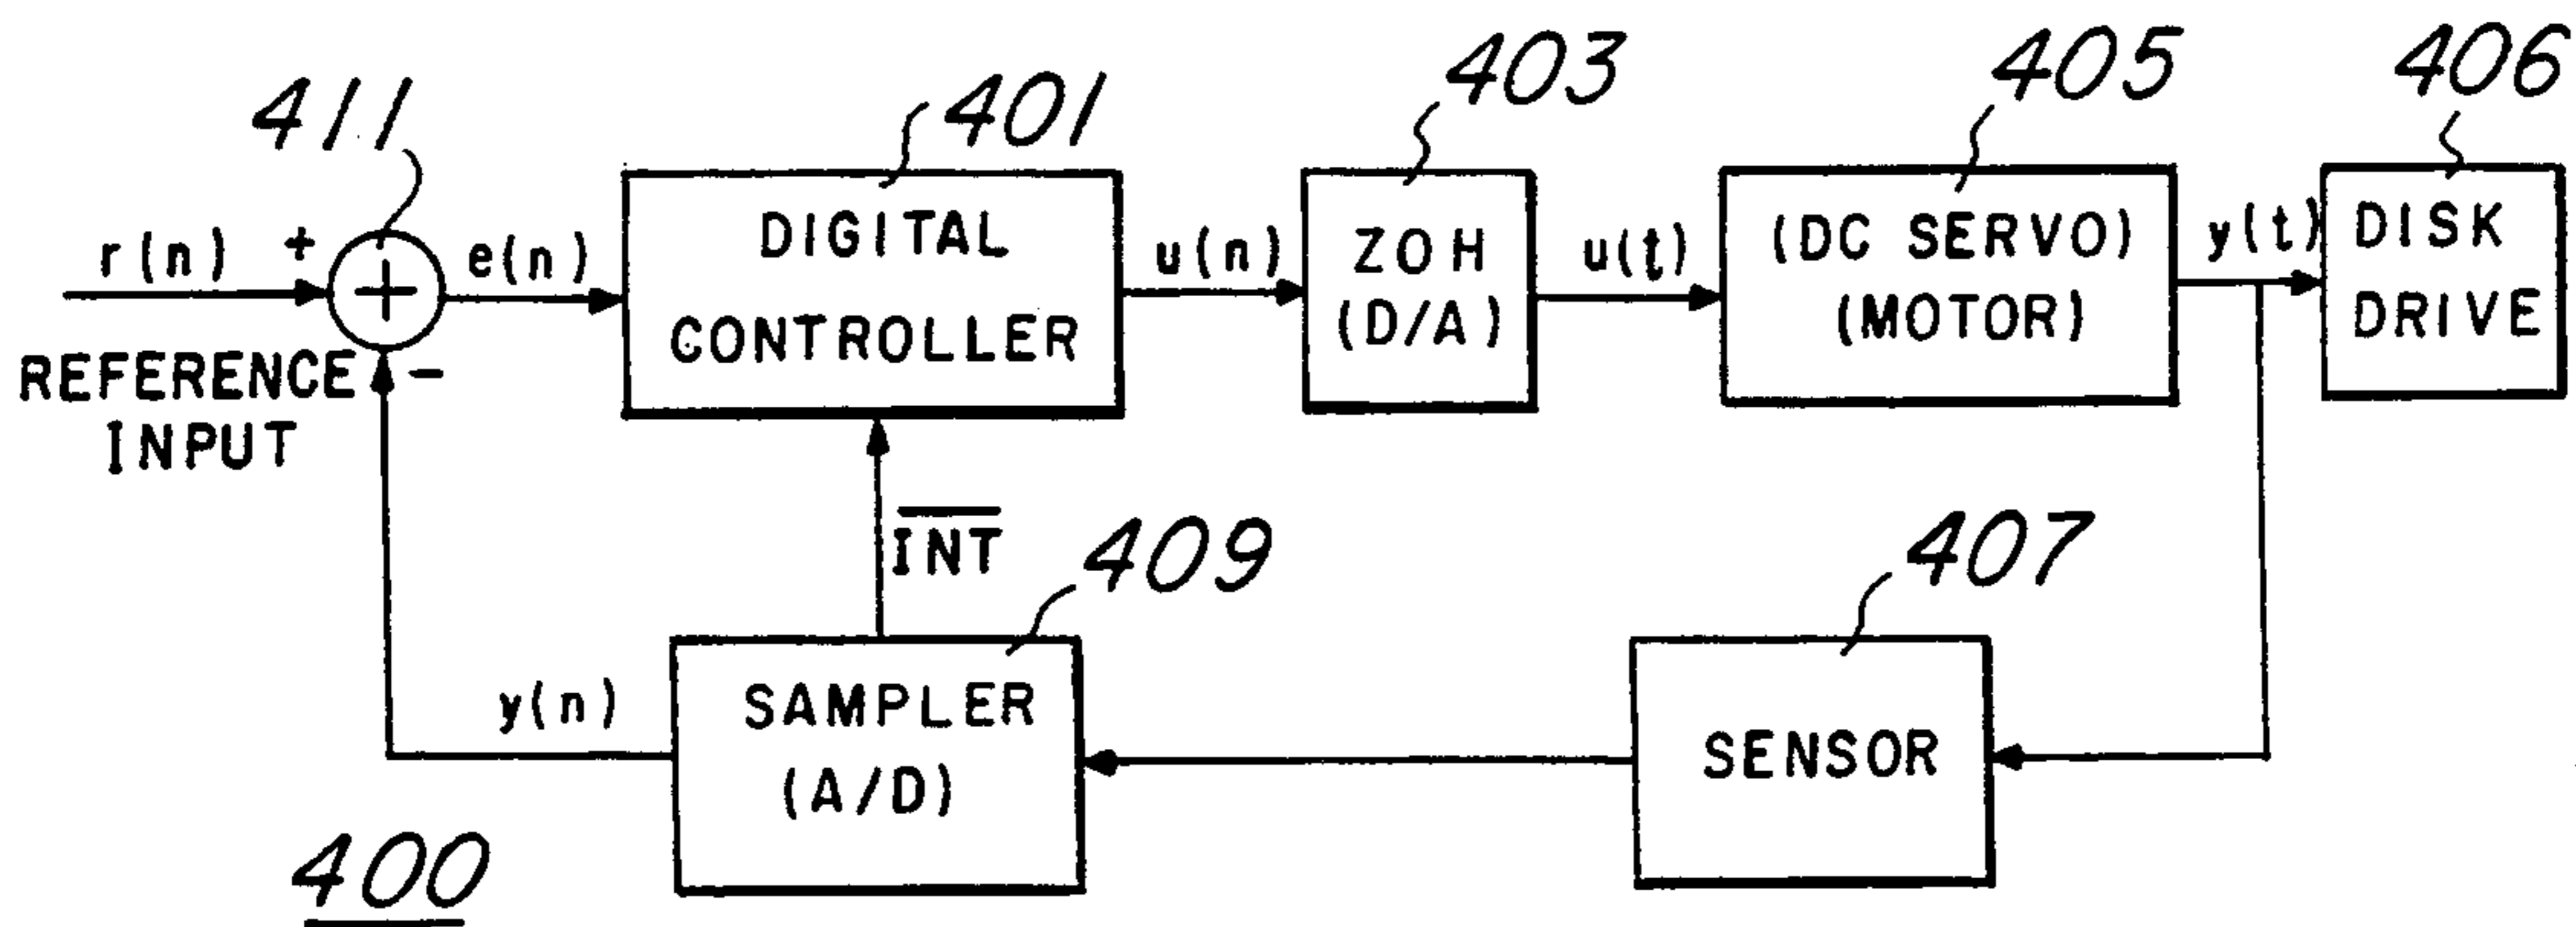 411
401
403
405
406
r(n)
+
+
e(n)
DIGITAL
CONTROLLER
u(n)
ZOH
(D/A)
u(t)
(DC SERVO)
(MOTOR)
y(t)
DISK
DRIVE
REFERENCE
INPUT
-
INT
409
407
y(n)
SAMPLER
(A/D)
SENSOR
400